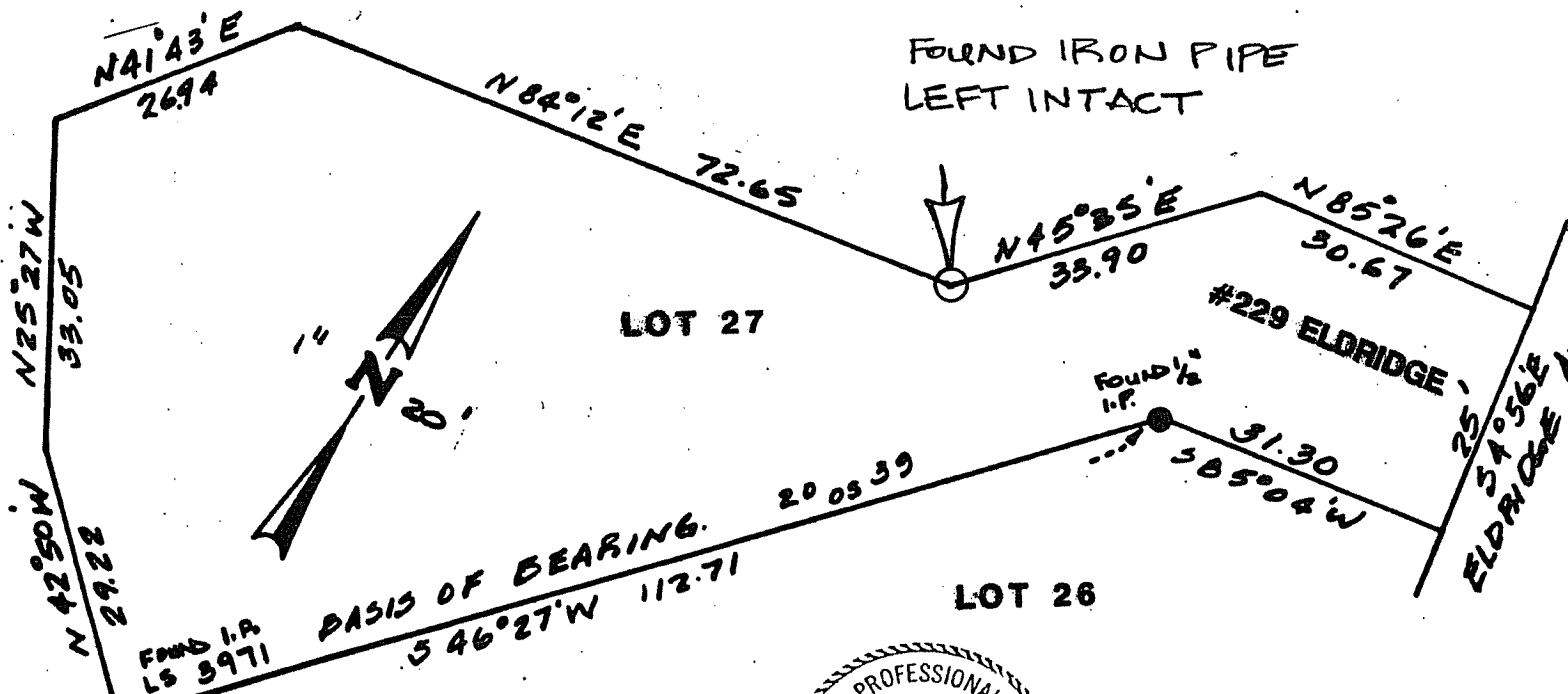 N41°43'E
26.94
N84°12'E 72.65
FOUND IRON PIPE
LEFT INTACT
N45°35'E
33.90
N85°26'E
30.67
#229 ELDRIDGE
25'
S4°56'E
ELDRIDGE
N25°27'W
33.05
1"
N
20'
LOT 27
FOUND 1/2"
I.P.
31.30
S85°04'W
N42°50'W
29.22
FOUND I.P.
LS 3971
BASIS OF BEARING. 20 05 39
S46°27'W 112.71
LOT 26
PROFESSIONAL